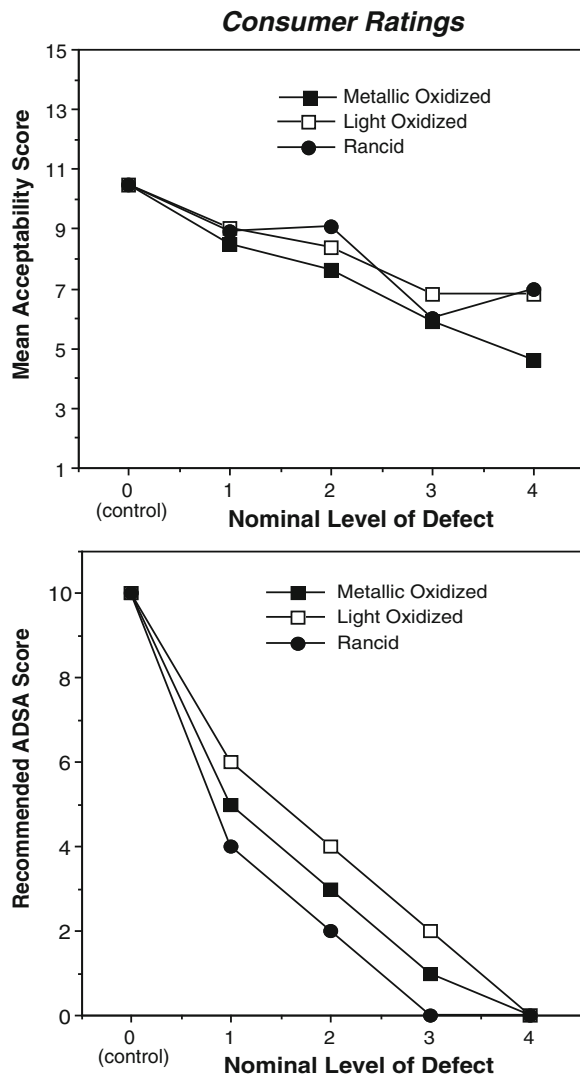 Consumer Ratings
15
13
11
9
7
5
3
1
Mean Acceptability Score
Metallic Oxidized
Light Oxidized
Rancid
0 1 2 3 4
(control)
Nominal Level of Defect
10
8
6
4
2
0
Recommended ADSA Score
Metallic Oxidized
Light Oxidized
Rancid
0 1 2 3 4
(control)
Nominal Level of Defect